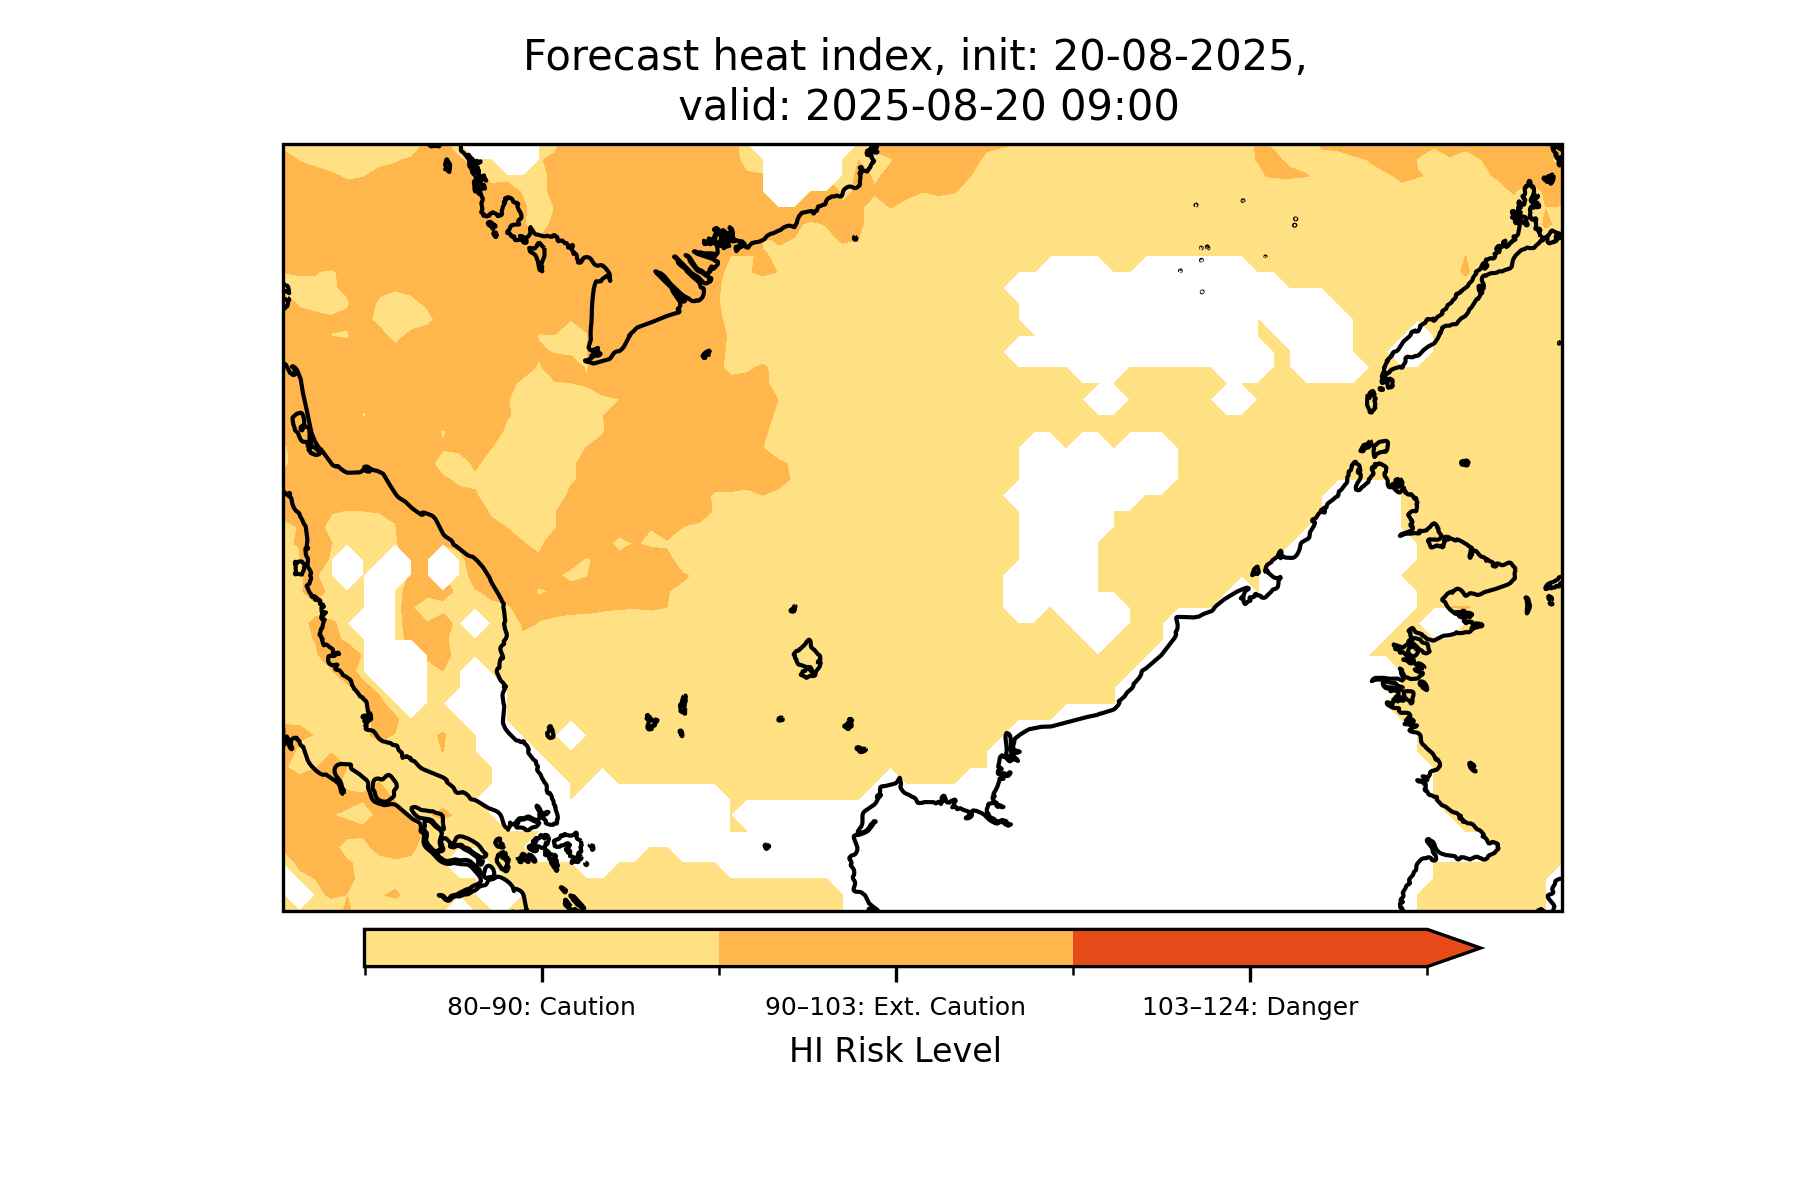 Forecast heat index, init: 20-08-2025,
valid: 2025-08-20 09:00
80–90: Caution
90–103: Ext. Caution
103–124: Danger
HI Risk Level